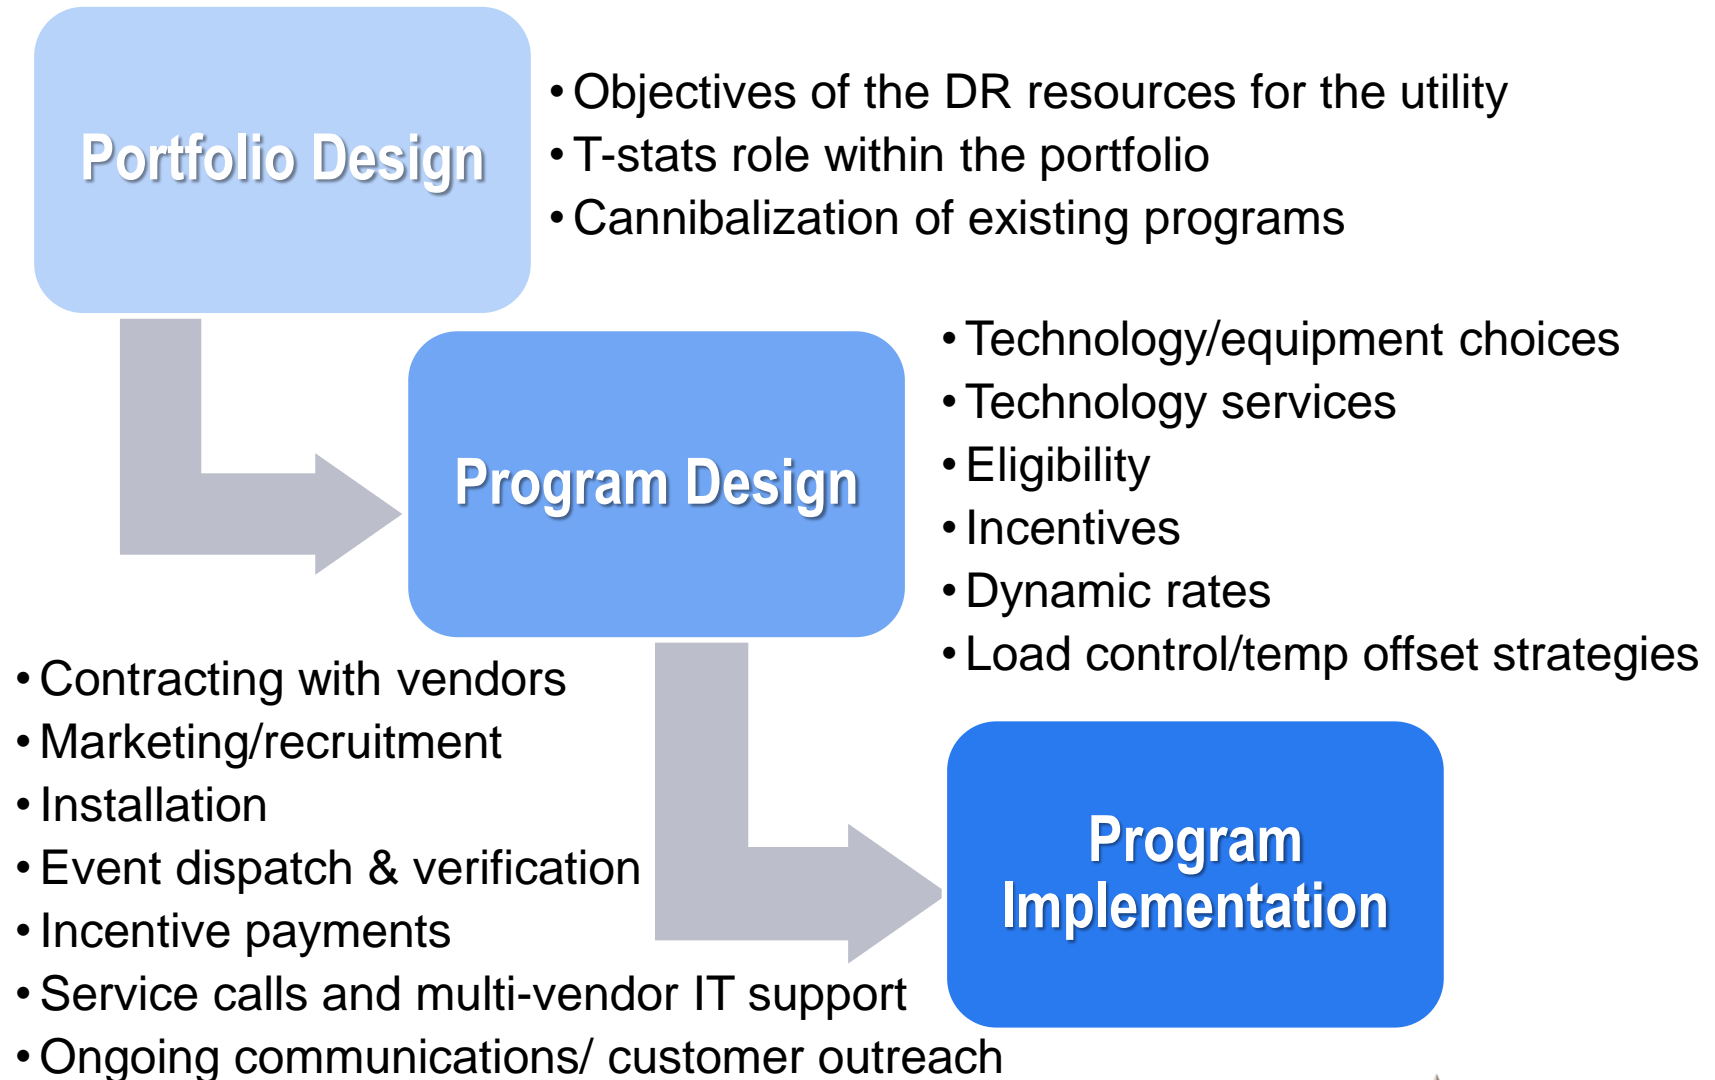 Portfolio Design
• Objectives of the DR resources for the utility
• T-stats role within the portfolio
• Cannibalization of existing programs
Program Design
• Technology/equipment choices
• Technology services
• Eligibility
• Incentives
• Dynamic rates
• Load control/temp offset strategies
Program
Implementation
• Contracting with vendors
• Marketing/recruitment
• Installation
• Event dispatch & verification
• Incentive payments
• Service calls and multi-vendor IT support
• Ongoing communications/ customer outreach